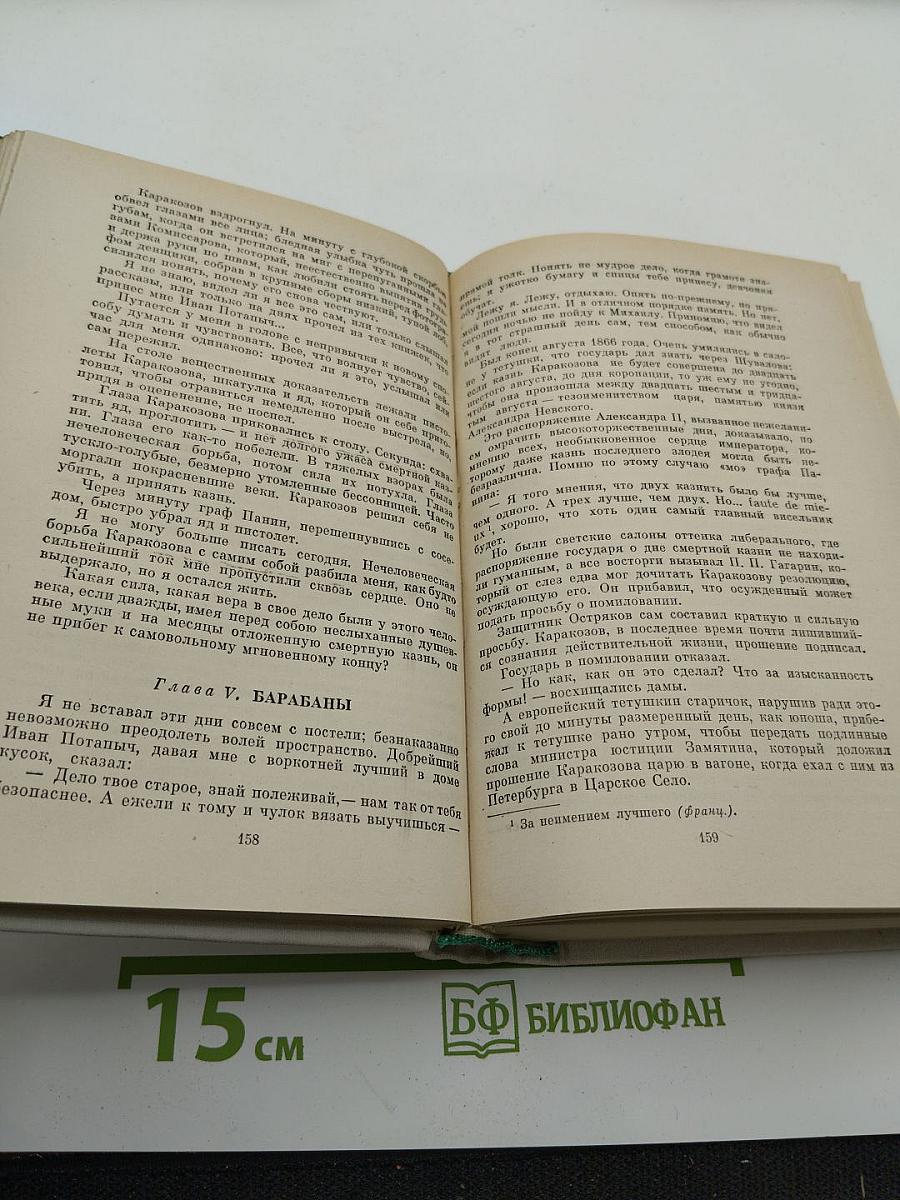 Каракозов вздрогнул. На минуту с глубокой скорбью
обвел глазами все лица; бледная улыбка чуть тронула
губам, когда он встретился на миг с перепуганными гла-
зами Комиссарова, который, неестественно выпятив грудь
и держа руки по швам, как любили стоять перед фотогра-
фом денщики, собрав в крупные сборы низкий, тупой лоб,
силился понять, почему его снова чествуют.
Я не знаю, видел ли я все это сам, или только слышал
рассказы, или только на днях прочел из тех книжек, что
принес мне Иван Потапыч...
Путается у меня в голове с непривычки к новому спо-
собу думать и чувствовать. Все, что волнует чувство, сей-
час для меня одинаково: прочел ли я это, услышал или
сам пережил.
На столе вещественных доказательств лежали писто-
леты Каракозова, шкатулка и яд, который он себе приго-
товил, чтобы отравиться немедленно после выстрела, но,
придя в оцепенение, не поспел.
Глаза Каракозова приковались к столу. Секунда: схва-
тить яд, проглотить — и нет долгого ужаса смертной каз-
ни. Глаза его как-то побелели. В тяжелых взорах была
нечеловеческая борьба, потом сила их потухла. Глаза
тускло-голубые, безмерно утомленные бессонницей. Часто
моргали покрасневшие веки. Каракозов решил себя не
убить, а принять казнь.
Через минуту граф Панин, перешепнувшись с сосе-
дом, быстро убрал яд и пистолет.
Я не могу больше писать сегодня. Нечеловеческая
борьба Каракозова с самим собой разбила меня, как будто
сильнейший ток мне пропустили сквозь сердце. Оно не
выдержало, но я остался жить.
Какая сила, какая вера в свое дело были у этого чело-
века, если дважды, имея перед собою неслыханные душев-
ные муки и на месяцы отложенную смертную казнь, он
не прибег к самовольному мгновенному концу?
Глава V. БАРАБАНЫ
Я не вставал эти дни совсем с постели; безнаказанно
невозможно преодолеть волей пространство. Добрейший
Иван Потапыч, давая мне с воркотней лучший в доме
кусок, сказал:
— Дело твое старое, знай полеживай,— нам так от тебя
безопаснее. А ежели к тому и чулок вязать выучишься —
158
прямой толк. Понять не мудрое дело, когда грамоте зна-
ешь, я ужотко бумагу и спицы тебе принесу, девчонки
обучат.
Лежу я. Лежу, отдыхаю. Опять по-прежнему, по пря-
мой пошли мысли. И в отличном порядке память. Но нет,
сегодня ночью не пойду к Михаилу. Припомню, что видел
я в тот страшный день сам, тем способом, как обычно
видят люди.
Был конец августа 1866 года. Очень умилялись в сало-
не у тетушки, что государь дал знать через Шувалова:
если казнь Каракозова не будет совершена до двадцать
шестого августа, до дня коронации, то уж ему не угодно,
чтобы она произошла между двадцать шестым и тридца-
тым августа — тезоименитством царя, памятью князя
Александра Невского.
Это распоряжение Александра II, вызванное нежелани-
ем омрачить высокоторжественные дни, доказывало, по
мнению всех, необыкновенное сердце императора, ко-
торому даже казнь последнего злодея могла быть не-
безразлична. Помню по этому случаю «мо» графа Па-
нина:
— Я того мнения, что двух казнить было бы лучше,
чем одного. А трех лучше, чем двух. Но... faute de mie-
ux ¹, хорошо, что хоть один самый главный висельник
будет.
Но были светские салоны оттенка либерального, где
распоряжение государя о дне смертной казни не находи-
ли гуманным, а все восторги вызывал П. П. Гагарин, ко-
торый от слез едва мог дочитать Каракозову резолюцию,
осуждающую его. Он прибавил, что осужденный может
подать просьбу о помиловании.
Защитник Остряков сам составил краткую и сильную
просьбу. Каракозов, в последнее время почти лишивший-
ся сознания действительной жизни, прошение подписал.
Государь в помиловании отказал.
— Но как, как он это сделал? Что за изысканность
формы! — восхищались дамы.
А европейский тетушкин старичок, нарушив ради это-
го свой до минуты размеренный день, как юноша, прибе-
жал к тетушке рано утром, чтобы передать подлинные
слова министра юстиции Замятина, который доложил
прошение Каракозова царю в вагоне, когда ехал с ним из
Петербурга в Царское Село.
¹ За неимением лучшего (Франц.).
159
15 см
БФ БИБЛИОФАН